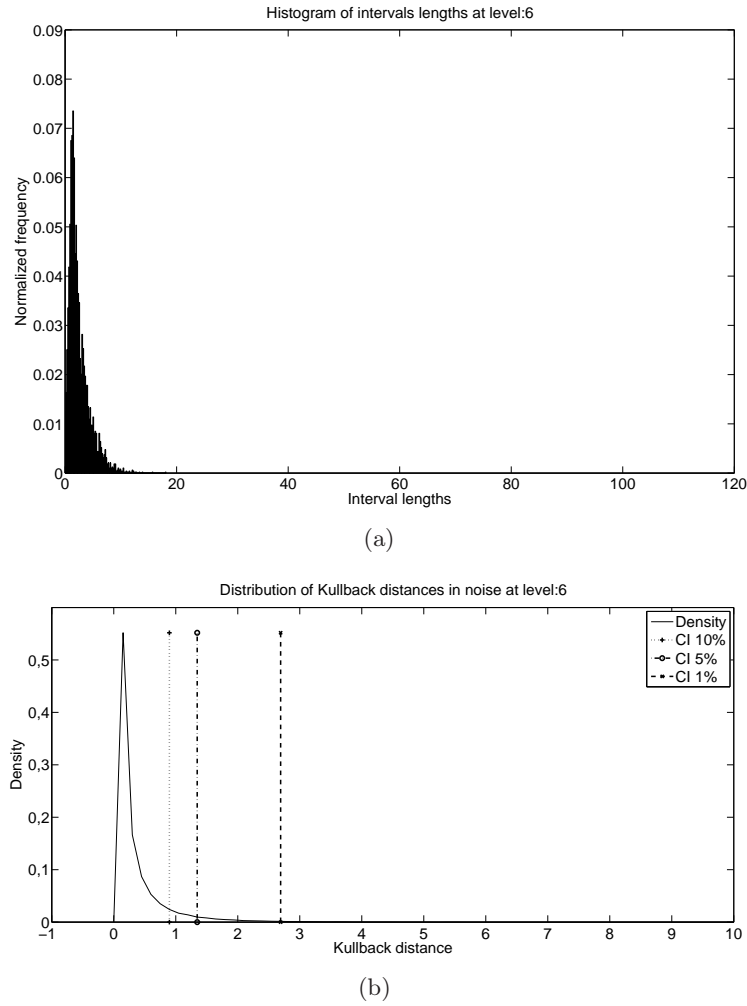 Histogram of intervals lengths at level:6
0.09
0.08
0.07
0.06
0.05
0.04
0.03
0.02
0.01
0
Normalized frequency
0 20 40 60 80 100 120
Interval lengths
(a)
Distribution of Kullback distances in noise at level:6
Density
CI 10%
CI 5%
CI 1%
0,5
0,4
0,3
0,2
0,1
0
Density
−1 0 1 2 3 4 5 6 7 8 9 10
Kullback distance
(b)